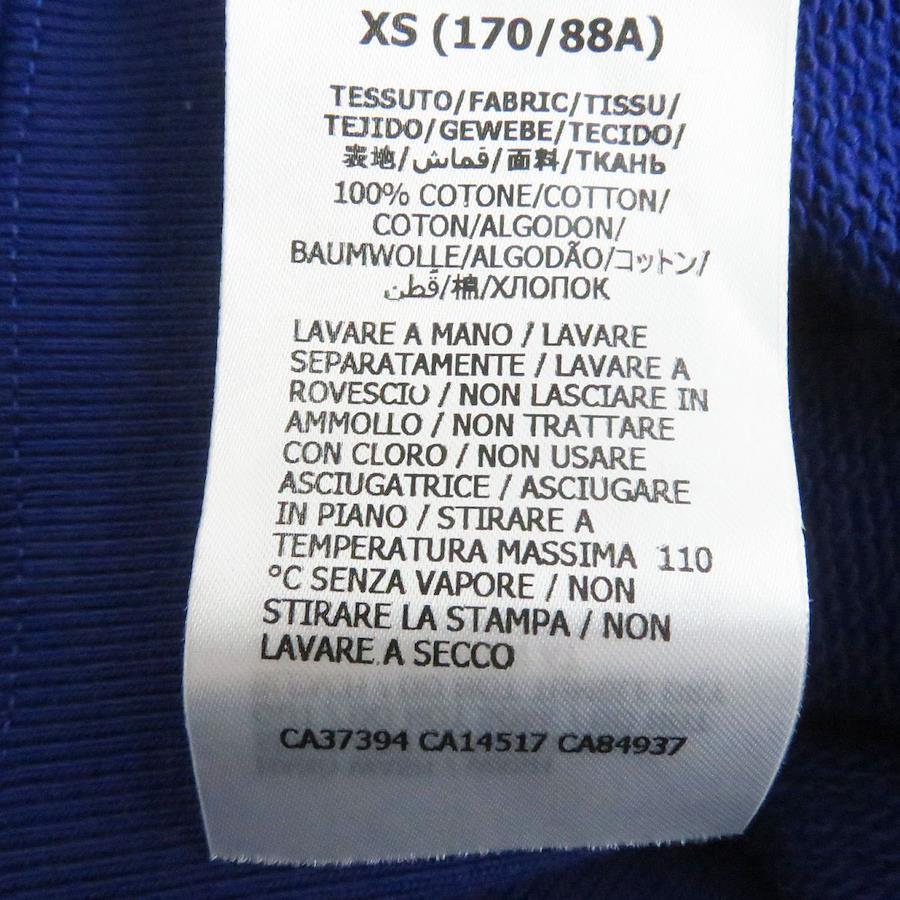 XS (170/88A)
TESSUTO/FABRIC/TISSU/
TEJIDO/GEWEBE/TECIDO/
表地/قماش/面料/ТКАНЬ
100% COTONE/COTTON/
COTON/ALGODON/
BAUMWOLLE/ALGODÃO/コットン/
قطن/棉/ХЛОПОК
LAVARE A MANO / LAVARE
SEPARATAMENTE / LAVARE A
ROVESCIO / NON LASCIARE IN
AMMOLLO / NON TRATTARE
CON CLORO / NON USARE
ASCIUGATRICE / ASCIUGARE
IN PIANO / STIRARE A
TEMPERATURA MASSIMA 110
°C SENZA VAPORE / NON
STIRARE LA STAMPA / NON
LAVARE A SECCO
CA37394 CA14517 CA84937